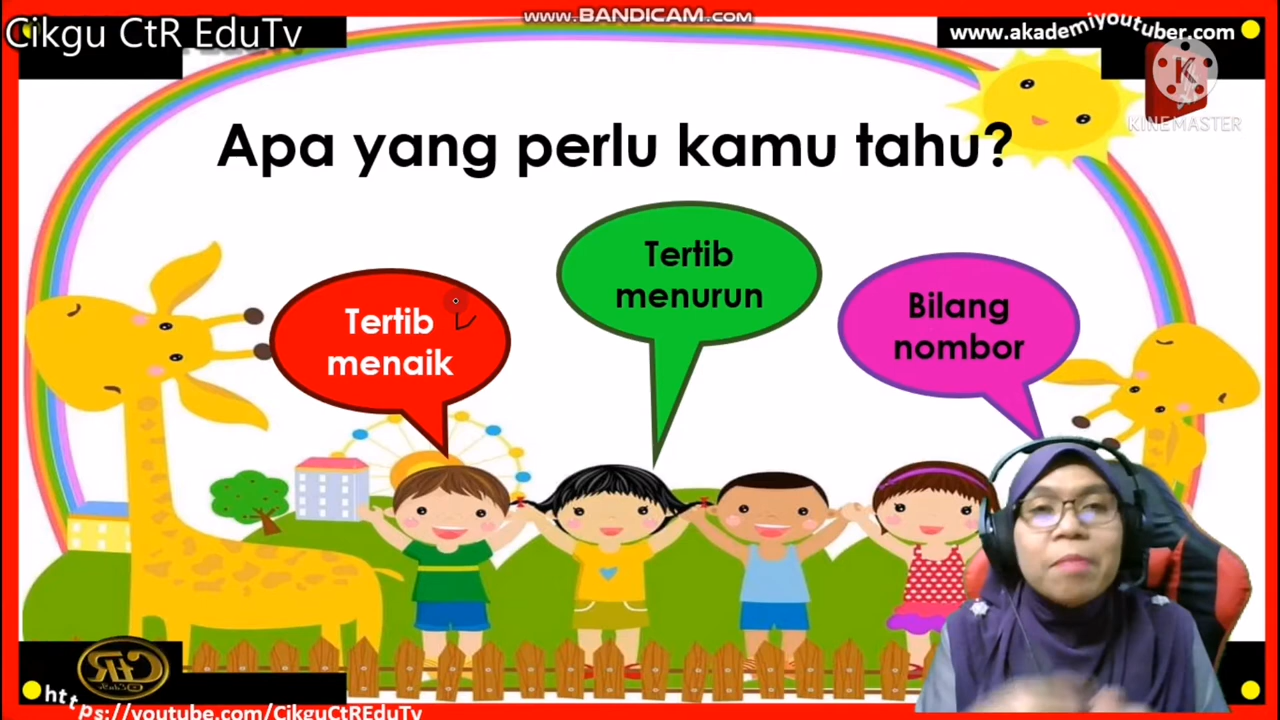 www.BANDICAM.com
Cikgu CtR EduTv
www.akademiyoutuber.com
KINEMASTER
Apa yang perlu kamu tahu?
Tertib
menurun
Tertib
menaik
Bilang
nombor
CtR
https://youtube.com/CikguCtREduTv